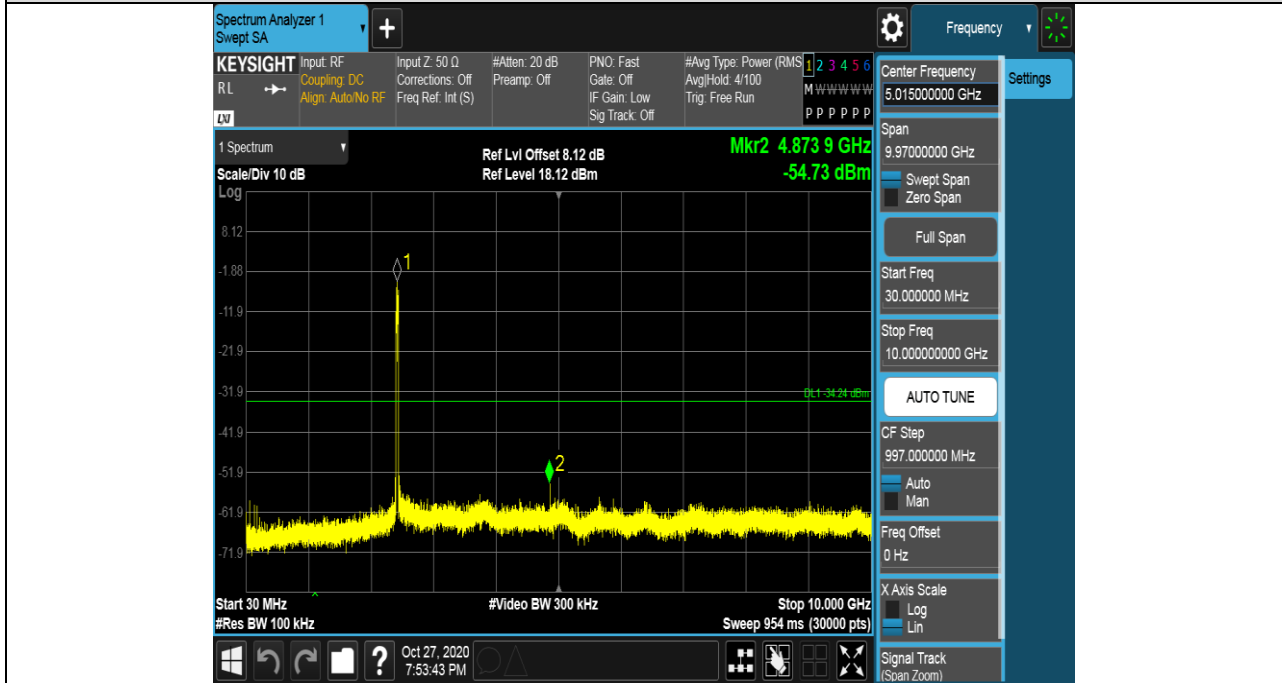 Spectrum Analyzer 1
Swept SA
+
Frequency
KEYSIGHT
RL
LXI
Input: RF
Coupling: DC
Align: Auto/No RF
Input Z: 50 Ω
Corrections: Off
Freq Ref: Int (S)
#Atten: 20 dB
Preamp: Off
PNO: Fast
Gate: Off
IF Gain: Low
Sig Track: Off
#Avg Type: Power (RMS
Avg|Hold: 4/100
Trig: Free Run
1 2 3 4 5 6
M W W W W W
P P P P P P
1 Spectrum
Scale/Div 10 dB
Log
Ref Lvl Offset 8.12 dB
Ref Level 18.12 dBm
Mkr2 4.873 9 GHz
-54.73 dBm
8.12
-1.88
-11.9
-21.9
-31.9
-41.9
-51.9
-61.9
-71.9
1
2
DL1 -34.24 dBm
Start 30 MHz
#Res BW 100 kHz
#Video BW 300 kHz
Stop 10.000 GHz
Sweep 954 ms (30000 pts)
?
Oct 27, 2020
7:53:43 PM
Center Frequency
5.015000000 GHz
Span
9.97000000 GHz
Swept Span
Zero Span
Full Span
Start Freq
30.000000 MHz
Stop Freq
10.000000000 GHz
AUTO TUNE
CF Step
997.000000 MHz
Auto
Man
Freq Offset
0 Hz
X Axis Scale
Log
Lin
Signal Track
(Span Zoom)
Settings